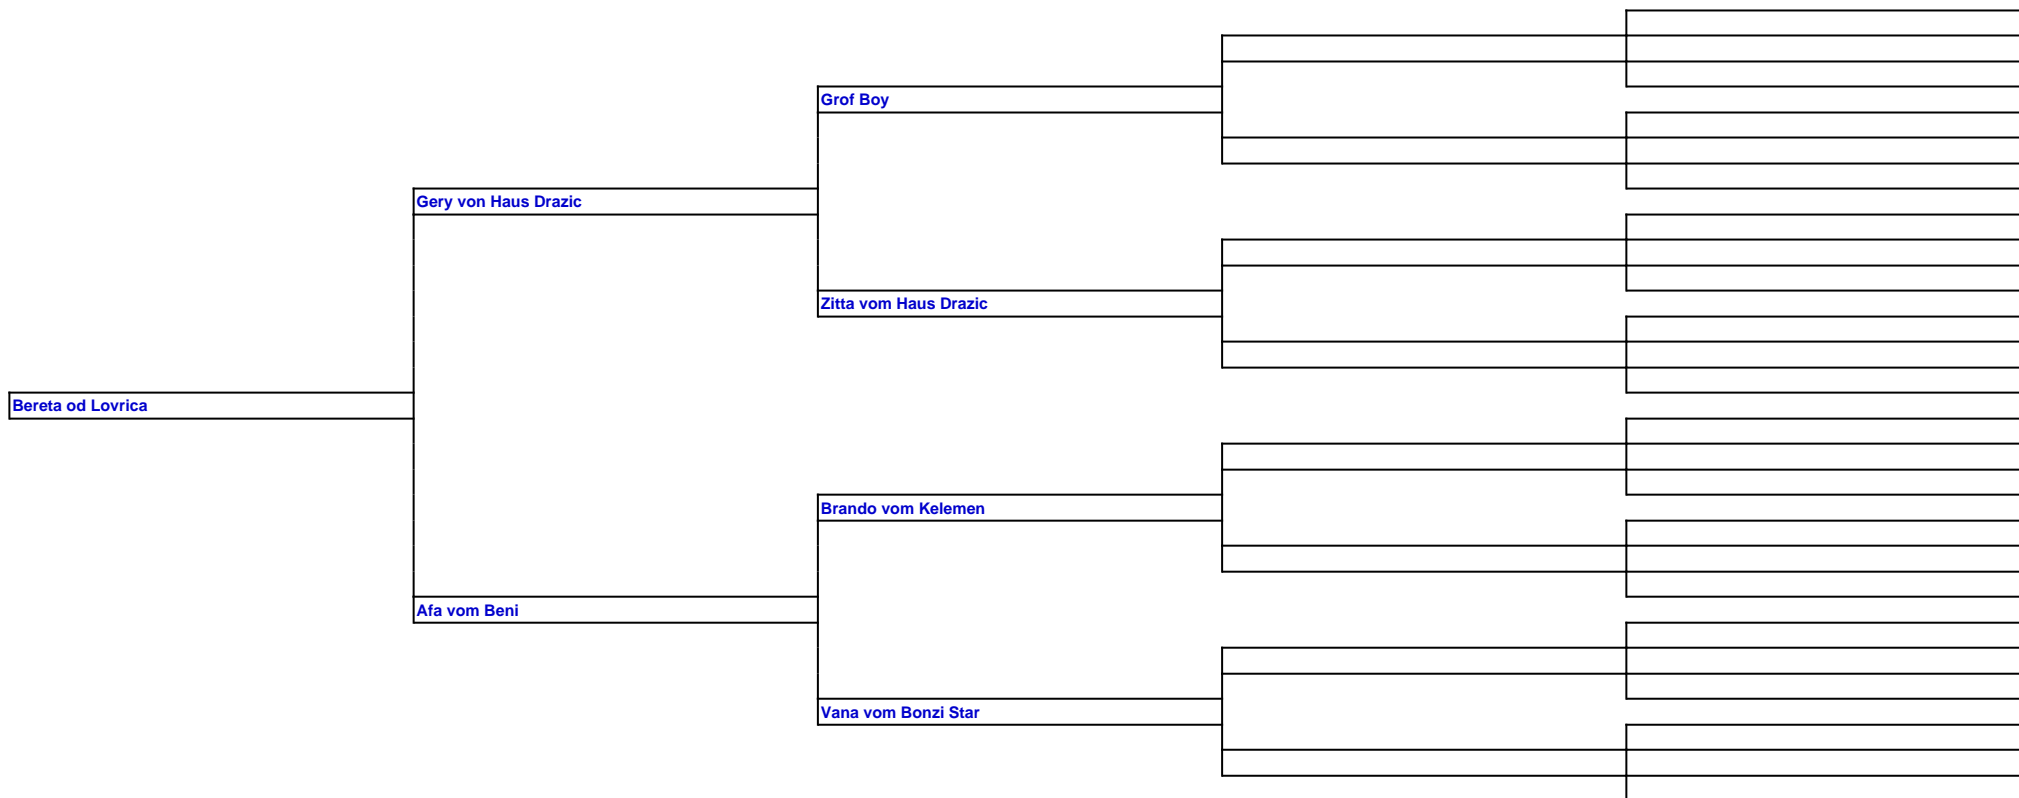 Grof Boy
Gery von Haus Drazic
Zitta vom Haus Drazic
Bereta od Lovrica
Brando vom Kelemen
Afa vom Beni
Vana vom Bonzi Star